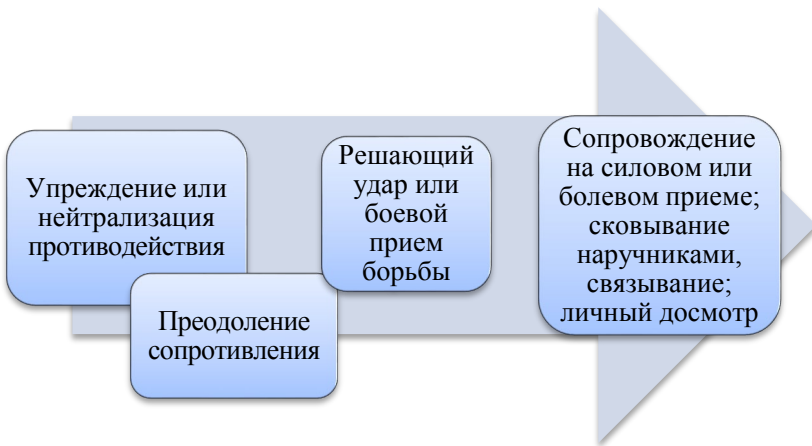 Упреждение или
нейтрализация
противодействия
Преодоление
сопротивления
Решающий
удар или
боевой
прием
борьбы
Сопровождение
на силовом или
болевом приеме;
сковывание
наручниками,
связывание;
личный досмотр